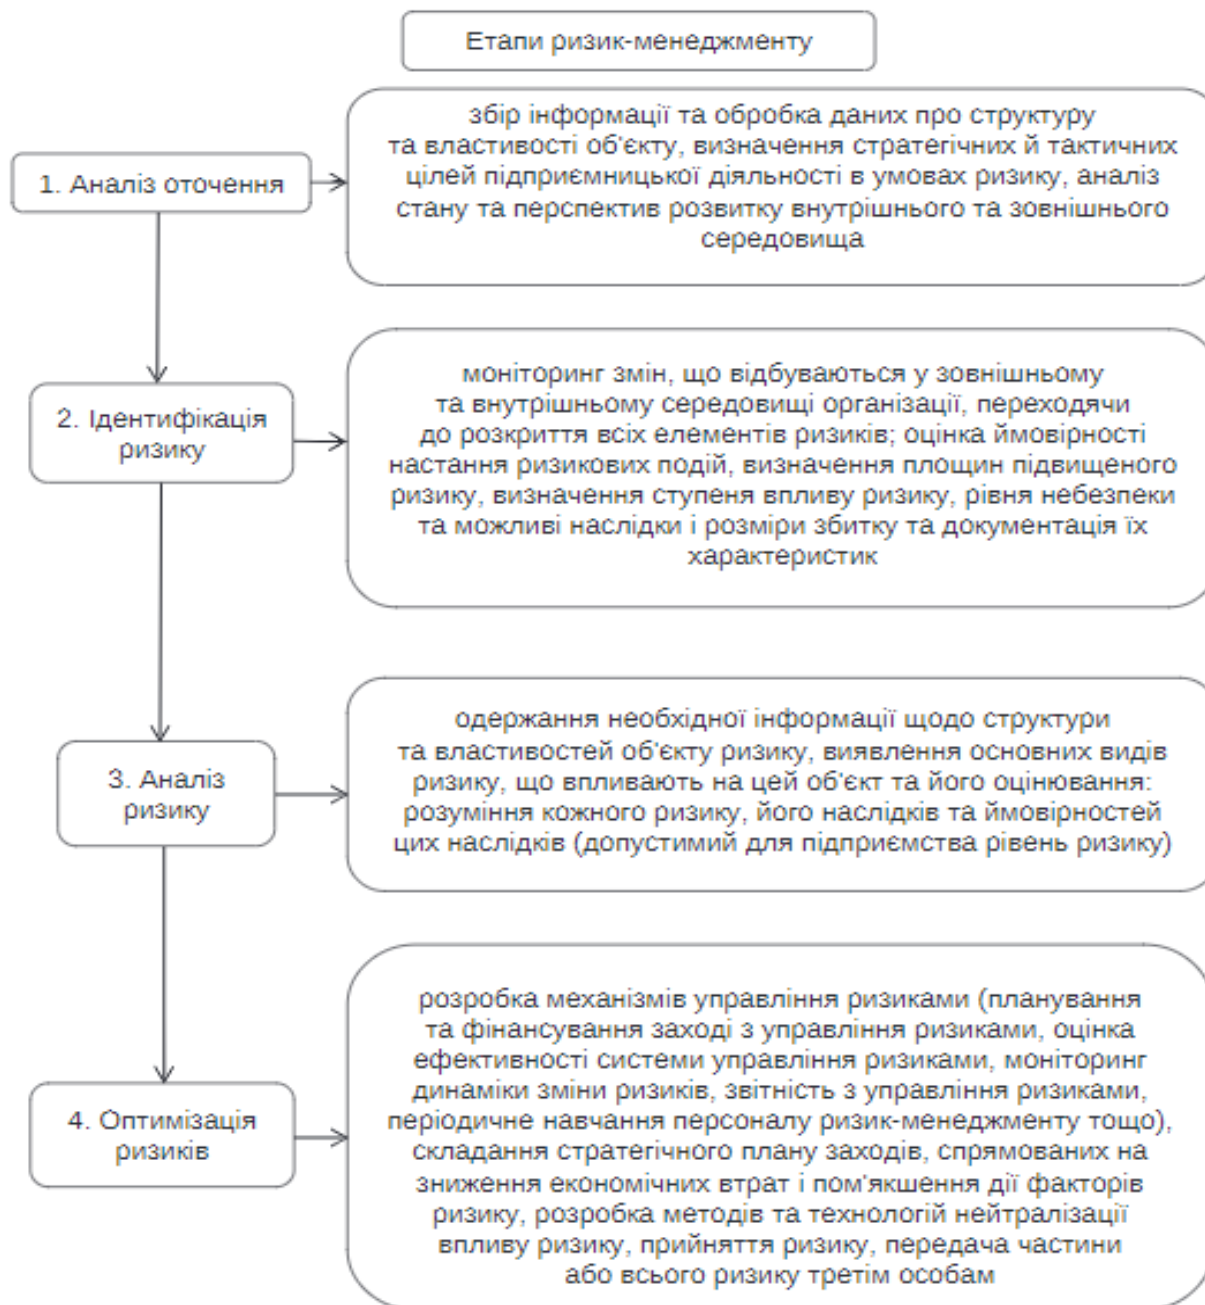 Етапи ризик-менеджменту
1. Аналіз оточення
збір інформації та обробка даних про структуру
та властивості об'єкту, визначення стратегічних й тактичних
цілей підприємницької діяльності в умовах ризику, аналіз
стану та перспектив розвитку внутрішнього та зовнішнього
середовища
2. Ідентифікація
ризику
моніторинг змін, що відбуваються у зовнішньому
та внутрішньому середовищі організації, переходячи
до розкриття всіх елементів ризиків; оцінка ймовірності
настання ризикових подій, визначення площин підвищеного
ризику, визначення ступеня впливу ризику, рівня небезпеки
та можливі наслідки і розміри збитку та документація їх
характеристик
3. Аналіз
ризику
одержання необхідної інформації щодо структури
та властивостей об'єкту ризику, виявлення основних видів
ризику, що впливають на цей об'єкт та його оцінювання:
розуміння кожного ризику, його наслідків та ймовірностей
цих наслідків (допустимий для підприємства рівень ризику)
4. Оптимізація
ризиків
розробка механізмів управління ризиками (планування
та фінансування заході з управління ризиками, оцінка
ефективності системи управління ризиками, моніторинг
динаміки зміни ризиків, звітність з управління ризиками,
періодичне навчання персоналу ризик-менеджменту тощо),
складання стратегічного плану заходів, спрямованих на
зниження економічних втрат і пом'якшення дії факторів
ризику, розробка методів та технологій нейтралізації
впливу ризику, прийняття ризику, передача частини
або всього ризику третім особам